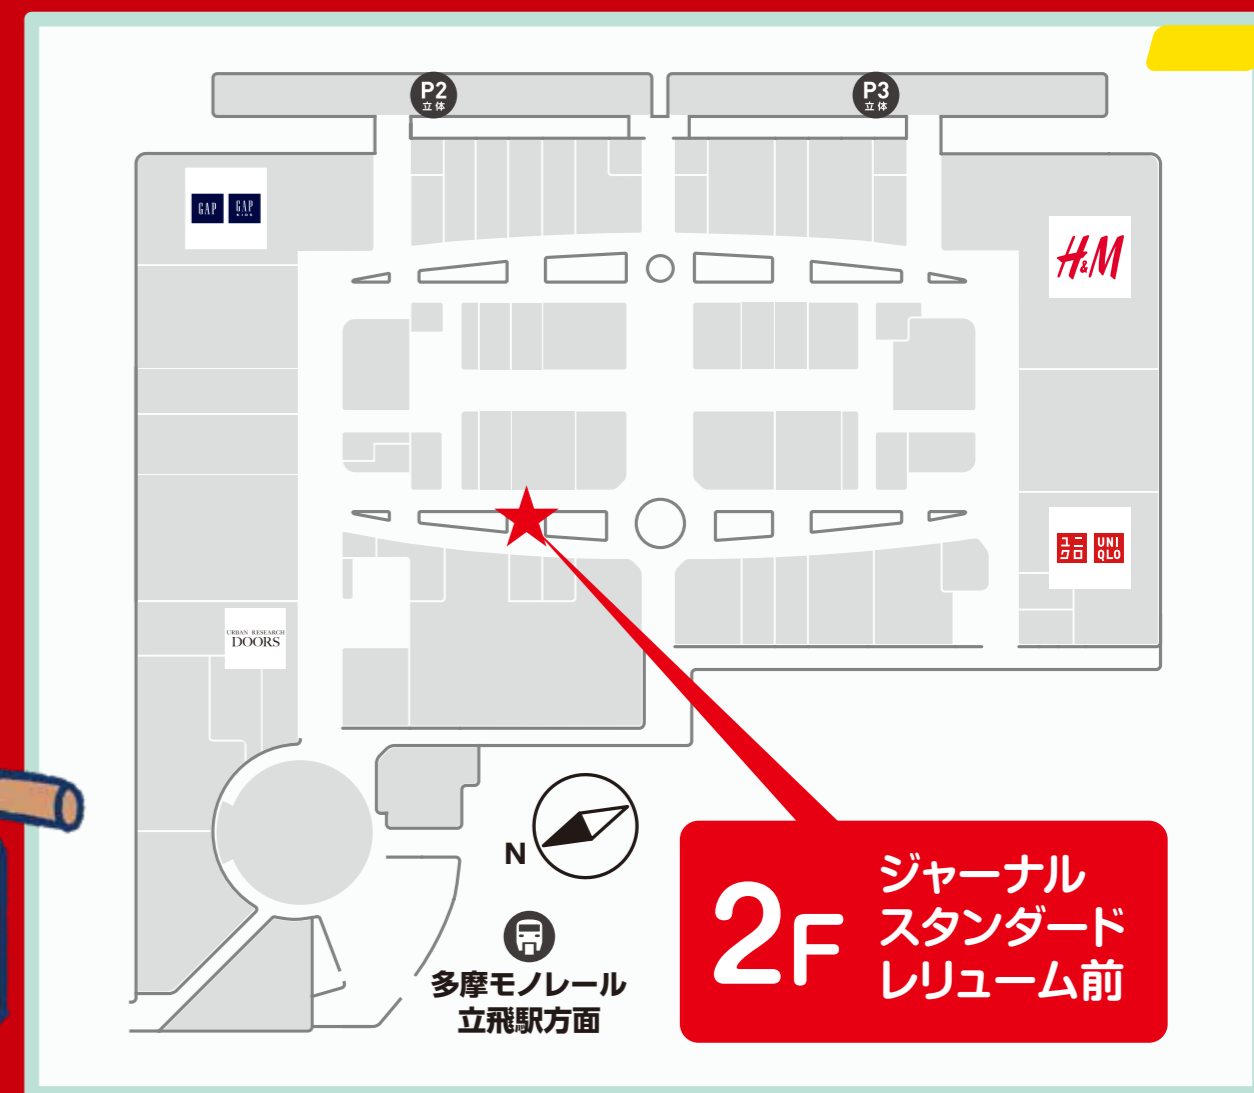 P2
立体
P3
立体
GAP
GAP
KIDS
H&M
ユニ
クロ
UNI
QLO
URBAN RESEARCH
DOORS
N
多摩モノレール
立飛駅方面
2F
ジャーナル
スタンダード
レリューム前